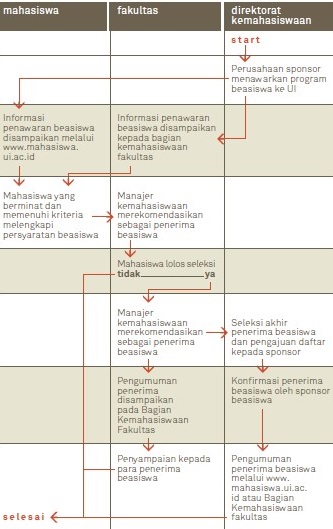 mahasiswa
fakultas
direktorat
kemahasiswaan
start
Perusahaan sponsor
menawarkan program
beasiswa ke UI
Informasi
penawaran beasiswa
disampaikan melalui
www.mahasiswa.
ui.ac.id
Informasi penawaran
beasiswa disampaikan
kepada bagian
kemahasiswaan
fakultas
Mahasiswa yang
berminat dan
memenuhi kriteria
melengkapi
persyaratan beasiswa
Manajer
kemahasiswaan
merekomendasikan
sebagai penerima
beasiswa
Mahasiswa lolos seleksi
tidak ya
Manajer
kemahasiswaan
merekomendasikan
sebagai penerima
beasiswa
Seleksi akhir
penerima beasiswa
dan pengajuan daftar
kepada sponsor
Pengumuman
penerima
disampaikan
pada Bagian
Kemahasiswaan
Fakultas
Konfirmasi penerima
beasiswa oleh sponsor
beasiswa
Penyampaian kepada
para penerima
beasiswa
Pengumuman
penerima beasiswa
melalui www.
mahasiswa.ui.ac.
id atau Bagian
Kemahasiswaan
fakultas
selesai